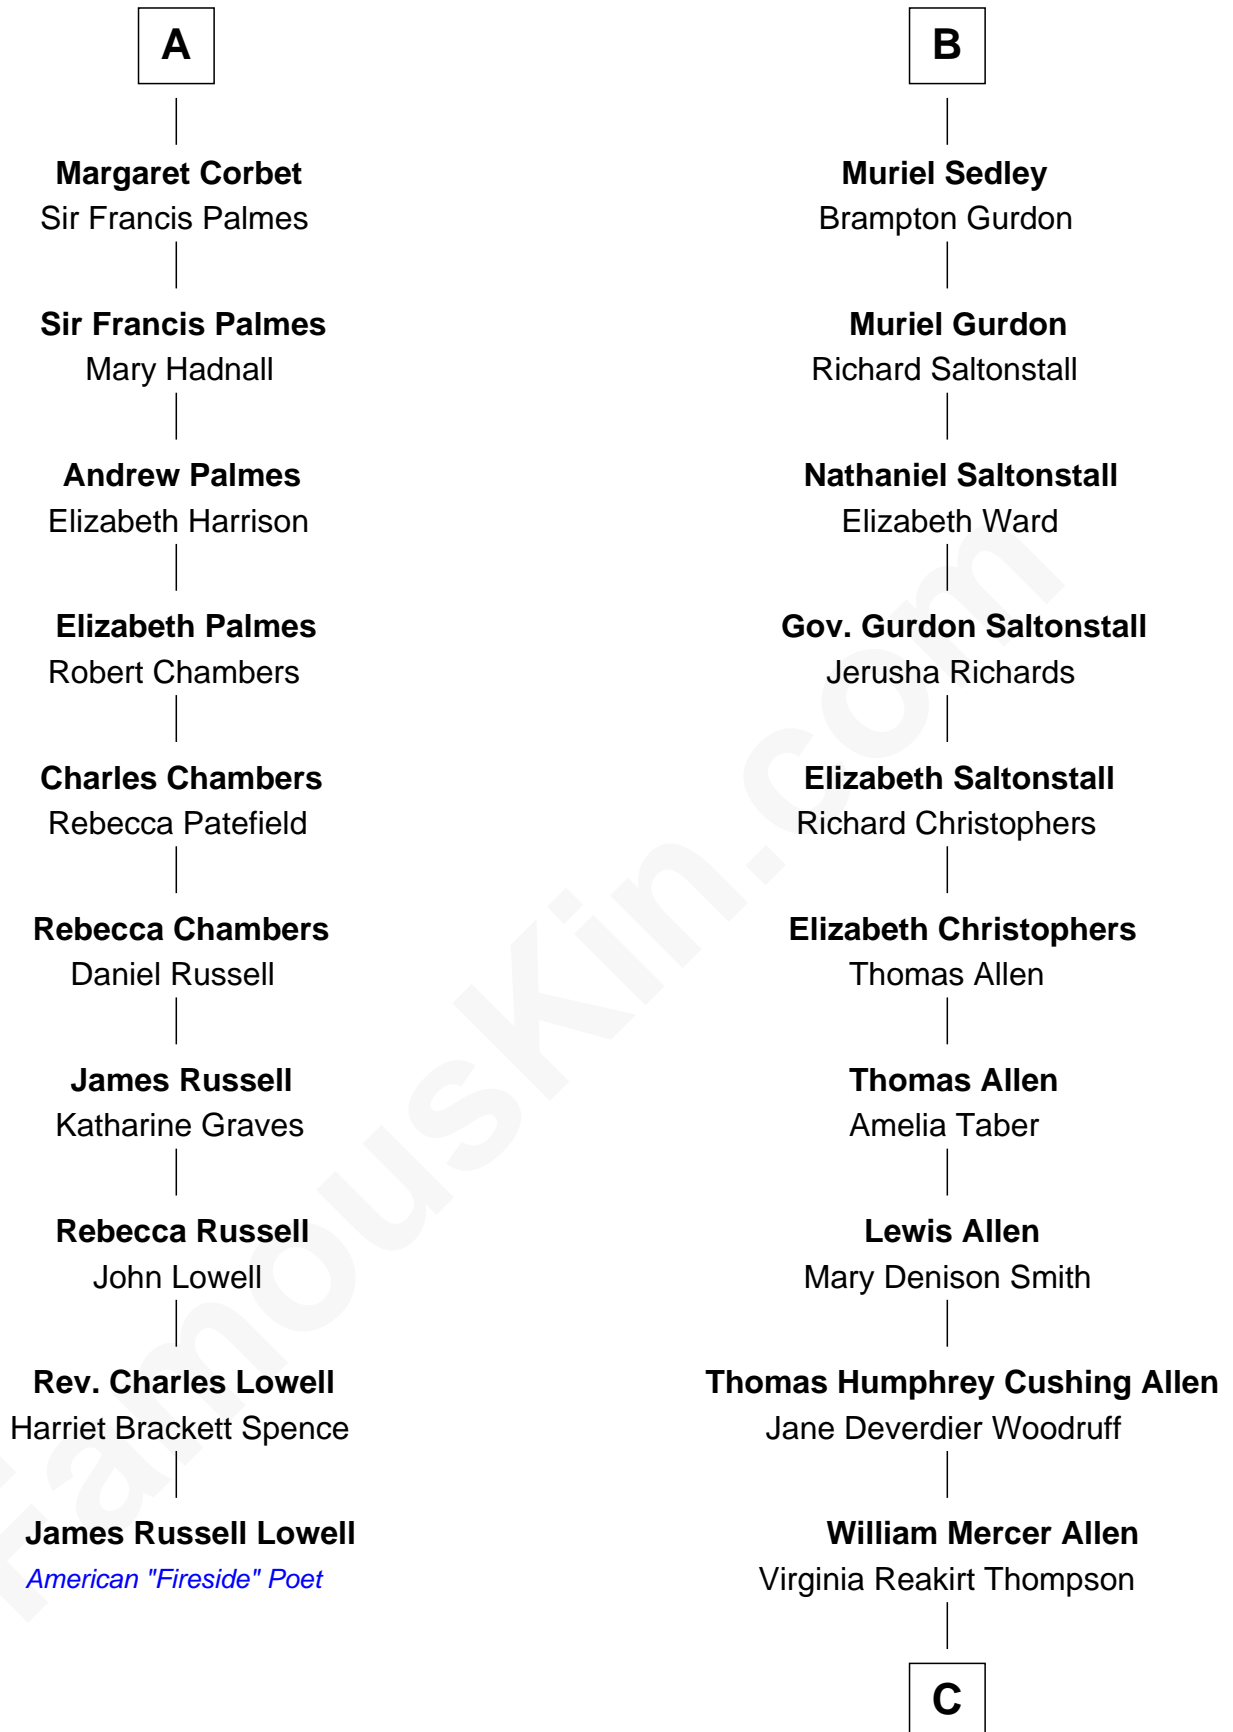 A
Margaret Corbet
Sir Francis Palmes
Sir Francis Palmes
Mary Hadnall
Andrew Palmes
Elizabeth Harrison
Elizabeth Palmes
Robert Chambers
Charles Chambers
Rebecca Patefield
Rebecca Chambers
Daniel Russell
James Russell
Katharine Graves
Rebecca Russell
John Lowell
Rev. Charles Lowell
Harriet Brackett Spence
James Russell Lowell
American "Fireside" Poet
B
Muriel Sedley
Brampton Gurdon
Muriel Gurdon
Richard Saltonstall
Nathaniel Saltonstall
Elizabeth Ward
Gov. Gurdon Saltonstall
Jerusha Richards
Elizabeth Saltonstall
Richard Christophers
Elizabeth Christophers
Thomas Allen
Thomas Allen
Amelia Taber
Lewis Allen
Mary Denison Smith
Thomas Humphrey Cushing Allen
Jane Deverdier Woodruff
William Mercer Allen
Virginia Reakirt Thompson
C
FamousKin.com